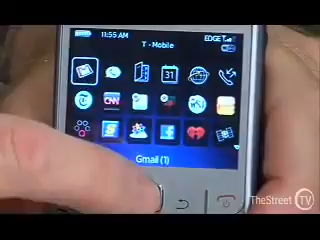 11:55 AM
EDGE
T - Mobile
31
CNN
Gmail (1)
TheStreet TV